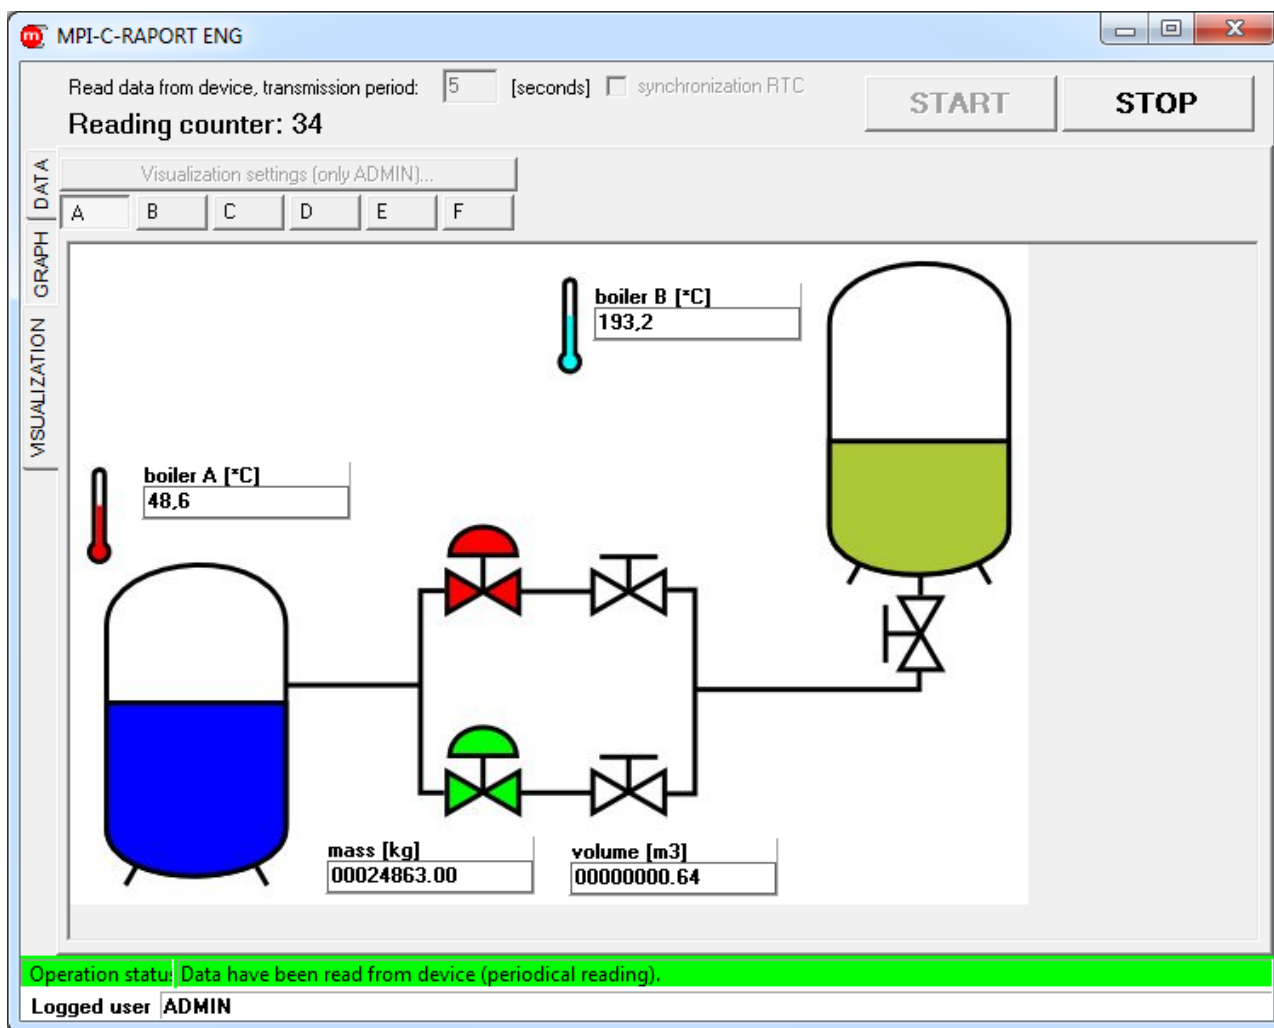 MPI-C-RAPORT ENG
Read data from device, transmission period: 5 [seconds] synchronization RTC
START STOP
Reading counter: 34
DATA
GRAPH
VISUALIZATION
Visualization settings (only ADMIN)...
A B C D E F
boiler B [*C]
193,2
boiler A [*C]
48,6
mass [kg]
00024863.00
volume [m3]
00000000.64
Operation status Data have been read from device (periodical reading).
Logged user ADMIN